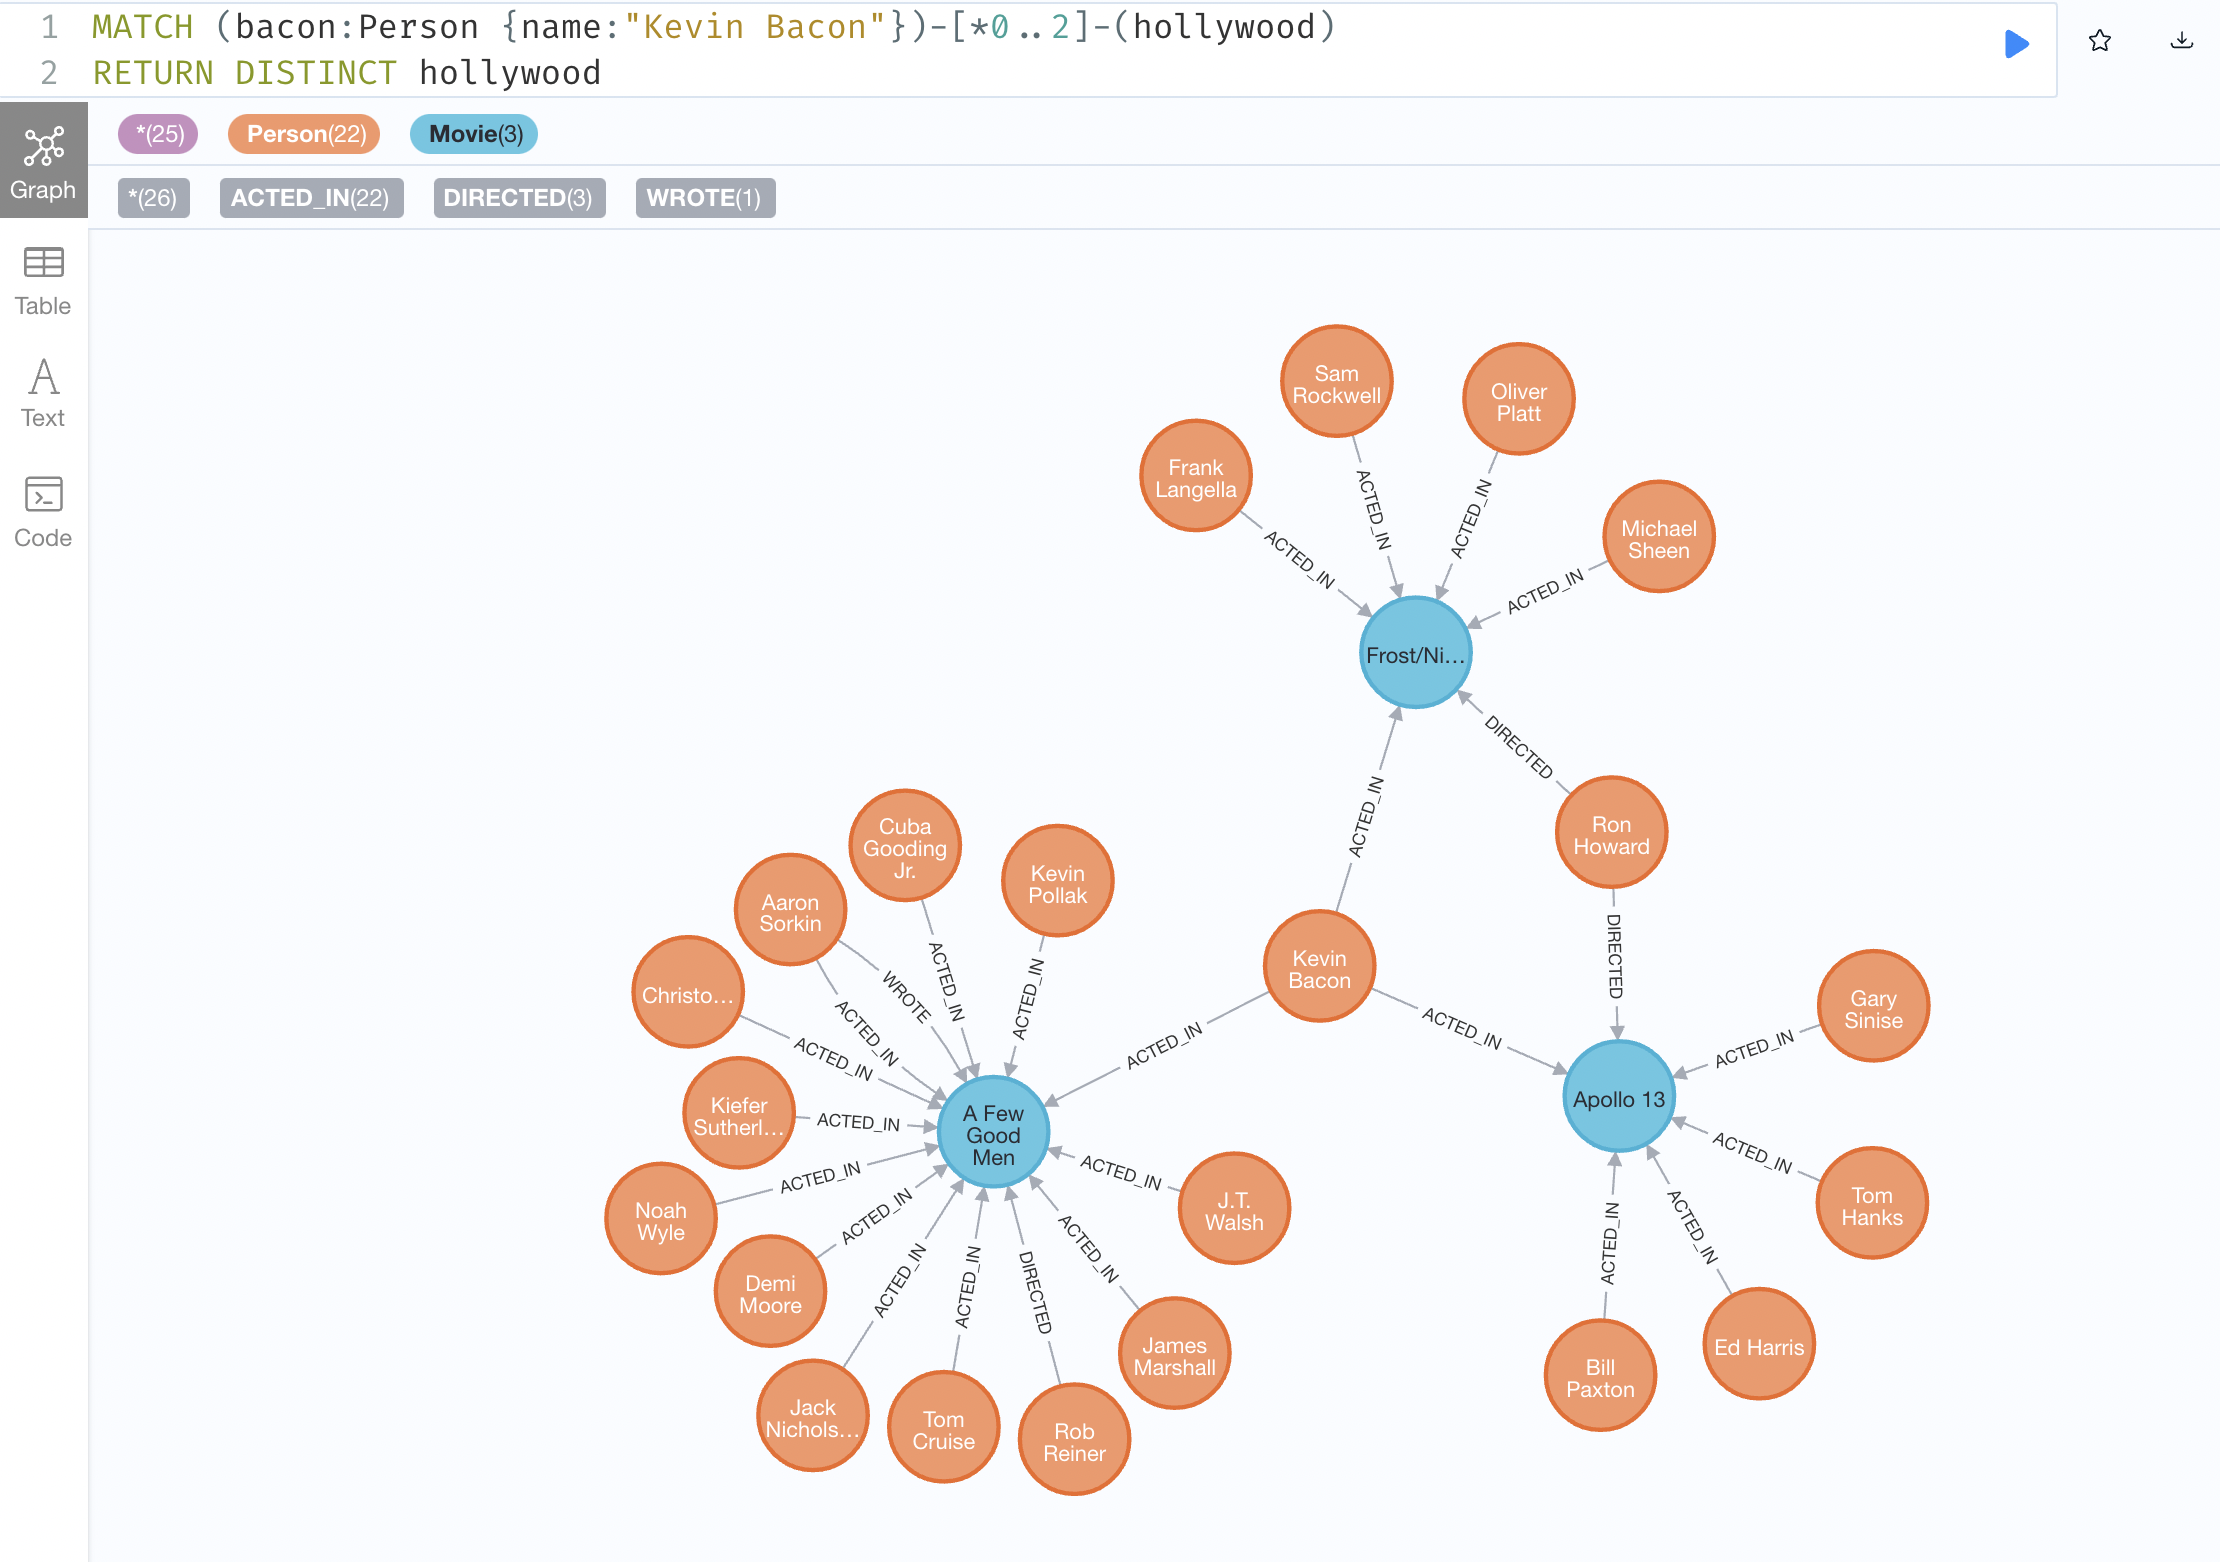 1 MATCH (bacon:Person {name:"Kevin Bacon"})-[*0..2]-(hollywood)
2 RETURN DISTINCT hollywood
*(25) Person(22) Movie(3)
*(26) ACTED_IN(22) DIRECTED(3) WROTE(1)
Graph
Table
Text
Code
Sam
Rockwell
Oliver
Platt
Frank
Langella
Michael
Sheen
ACTED_IN
ACTED_IN
ACTED_IN
ACTED_IN
Frost/Ni...
DIRECTED
ACTED_IN
Ron
Howard
DIRECTED
Kevin
Bacon
ACTED_IN
ACTED_IN
Cuba
Gooding
Jr.
Kevin
Pollak
Aaron
Sorkin
Christo...
ACTED_IN
ACTED_IN
WROTE
ACTED_IN
ACTED_IN
Kiefer
Sutherl...
ACTED_IN
A Few
Good
Men
Noah
Wyle
ACTED_IN
Demi
Moore
ACTED_IN
Jack
Nichols...
ACTED_IN
Tom
Cruise
ACTED_IN
Rob
Reiner
DIRECTED
James
Marshall
ACTED_IN
J.T.
Walsh
ACTED_IN
Apollo 13
Gary
Sinise
ACTED_IN
Tom
Hanks
ACTED_IN
Ed Harris
ACTED_IN
Bill
Paxton
ACTED_IN